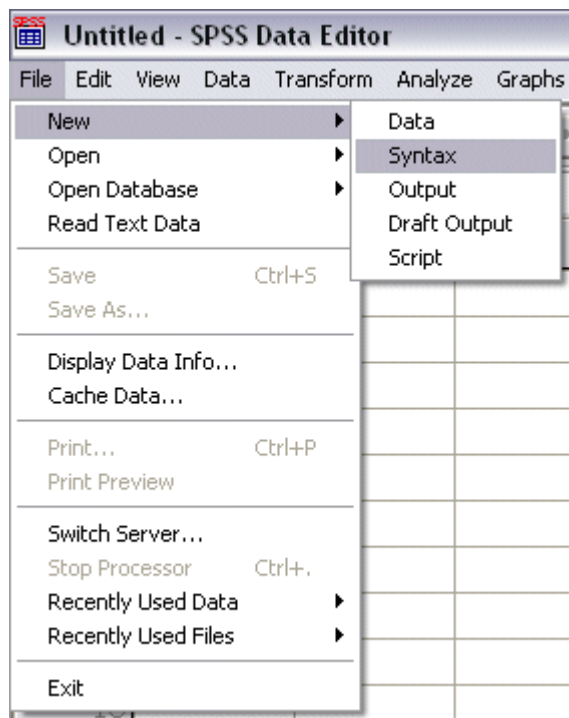 SPSS
Untitled - SPSS Data Editor
File Edit View Data Transform Analyze Graphs
New
Open
Open Database
Read Text Data
Save Ctrl+S
Save As...
Display Data Info...
Cache Data...
Print... Ctrl+P
Print Preview
Switch Server...
Stop Processor Ctrl+.
Recently Used Data
Recently Used Files
Exit
Data
Syntax
Output
Draft Output
Script